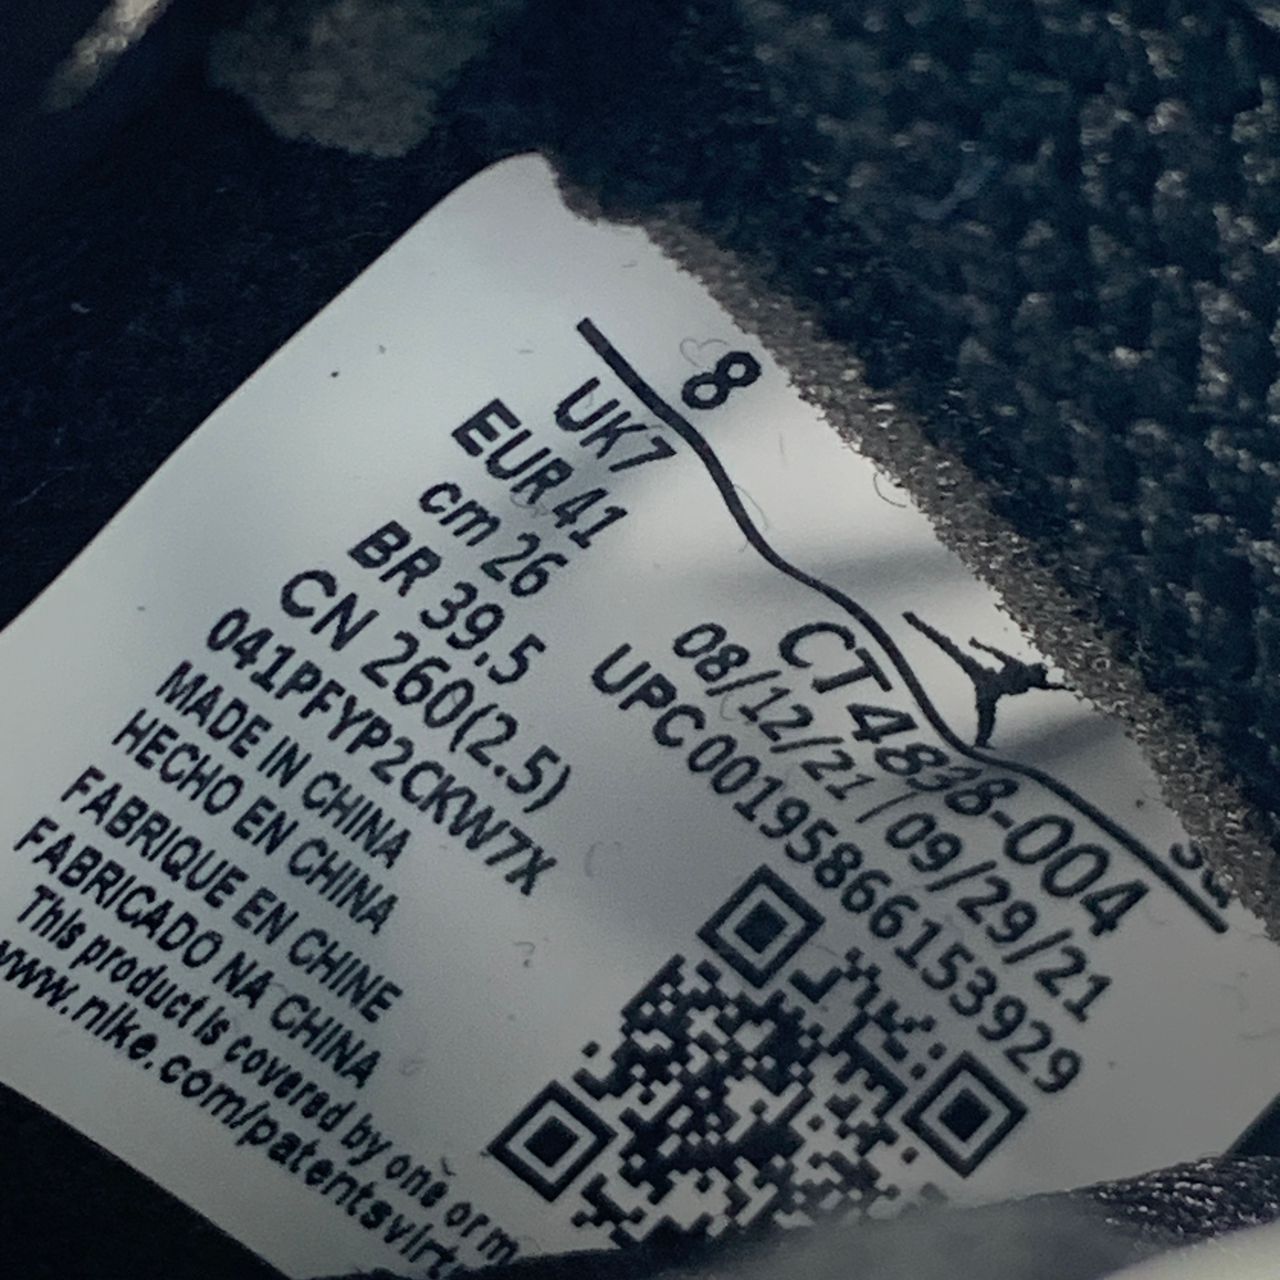 8
UK7
EUR 41
cm 26
BR 39.5
CN 260(2.5)
041PFYP2CKW7X
MADE IN CHINA
HECHO EN CHINA
FABRIQUE EN CHINE
FABRICADO NA CHINA
This product is covered by one or m
www.nike.com/patentsvirt
CT4838-004
08/12/21 / 09/29/21
UPC 00195866153929